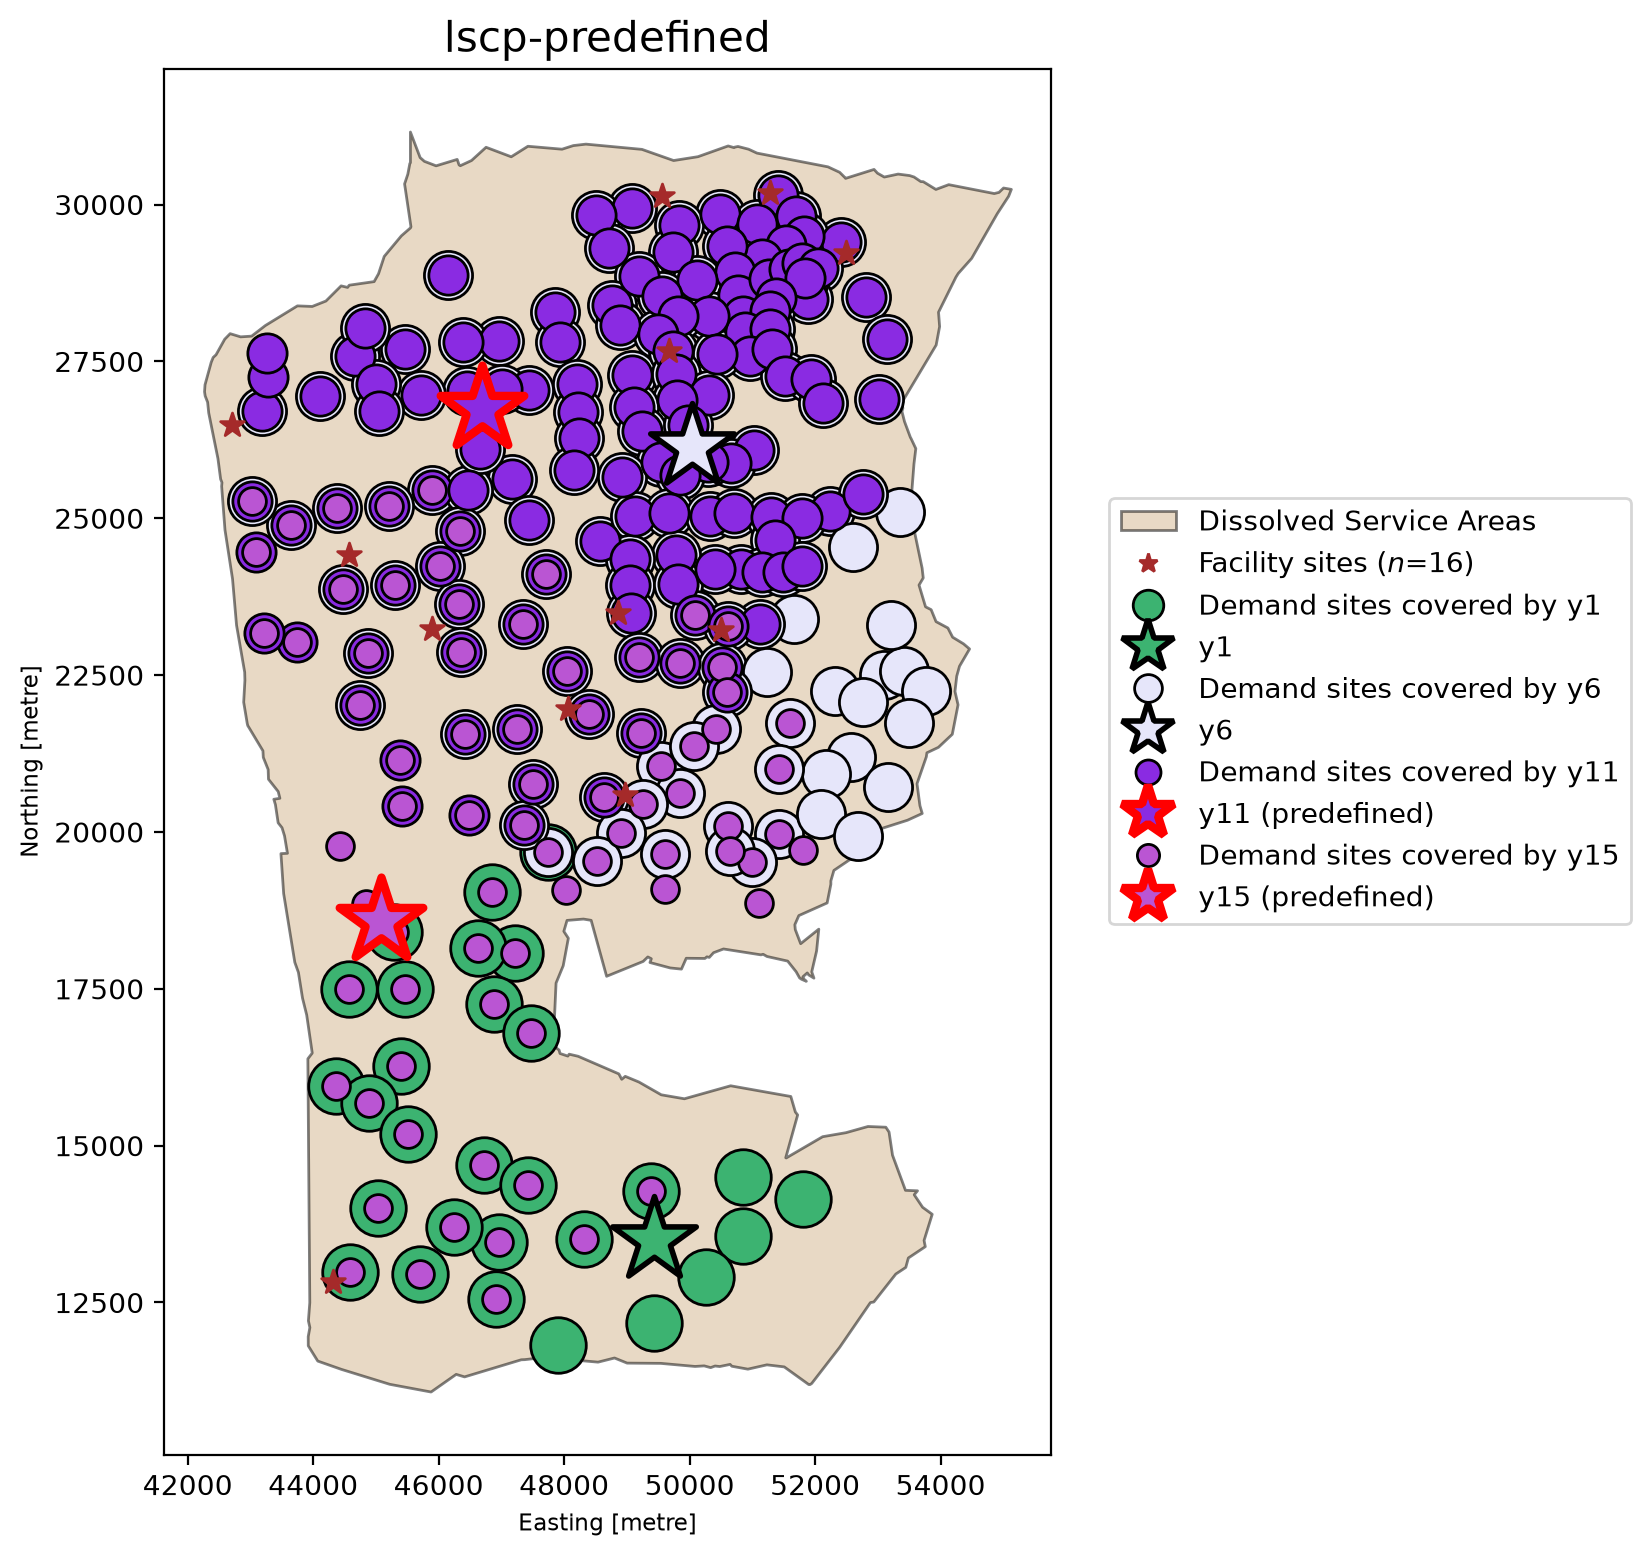 lscp-predefined
30000
27500
25000
22500
20000
17500
15000
12500
Northing [metre]
42000 44000 46000 48000 50000 52000 54000
Easting [metre]
Dissolved Service Areas
Facility sites (n=16)
Demand sites covered by y1
y1
Demand sites covered by y6
y6
Demand sites covered by y11
y11 (predefined)
Demand sites covered by y15
y15 (predefined)